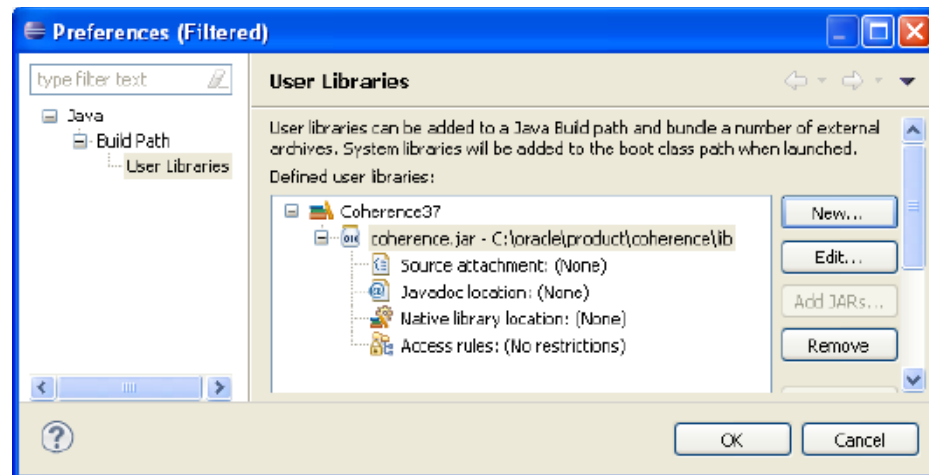 Preferences (Filtered)
type filter text
Java
Build Path
User Libraries
User Libraries
User libraries can be added to a Java Build path and bundle a number of external
archives. System libraries will be added to the boot class path when launched.
Defined user libraries:
Coherence37
010
coherence.jar - C:\oracle\product\coherence\lib
Source attachment: (None)
Javadoc location: (None)
Native library location: (None)
Access rules: (No restrictions)
New...
Edit...
Add JARs...
Remove
?
OK
Cancel